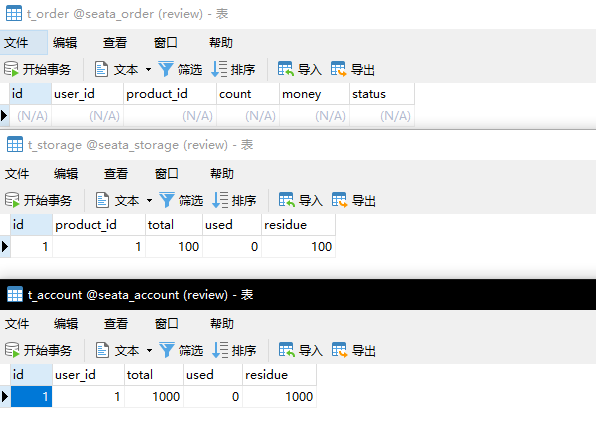 t_order @seata_order (review) - 表
文件 编辑 查看 窗口 帮助
开始事务 文本 筛选 排序 导入 导出
id user_id product_id count money status
(N/A) (N/A) (N/A) (N/A) (N/A) (N/A)
t_storage @seata_storage (review) - 表
文件 编辑 查看 窗口 帮助
开始事务 文本 筛选 排序 导入 导出
id product_id total used residue
1 1 100 0 100
t_account @seata_account (review) - 表
文件 编辑 查看 窗口 帮助
开始事务 文本 筛选 排序 导入 导出
id user_id total used residue
1 1 1000 0 1000